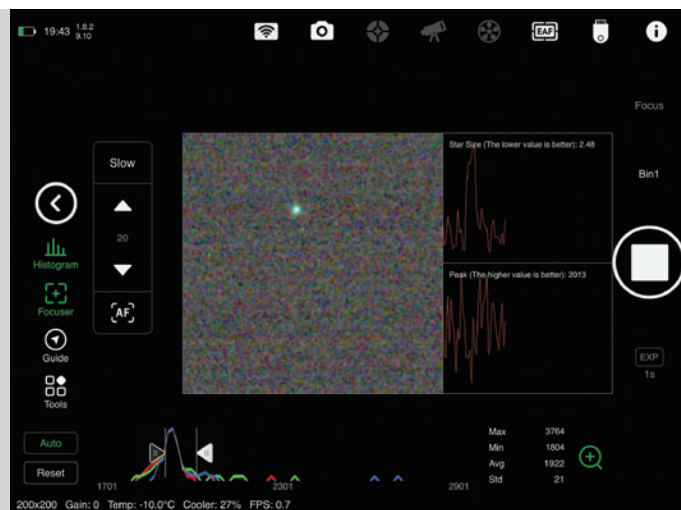 19:43 1.8.2
9.10
EAF
Focus
Slow
Star Size (The lower value is better): 2.48
Bin1
20
Histogram
Peak (The higher value is better): 2013
Focuser
[AF]
Guide
EXP
1s
Tools
Auto
Max 3764
Min 1804
Reset
Avg 1922
Std 21
1701 2301 2901
200x200 Gain: 0 Temp: -10.0°C Cooler: 27% FPS: 0.7